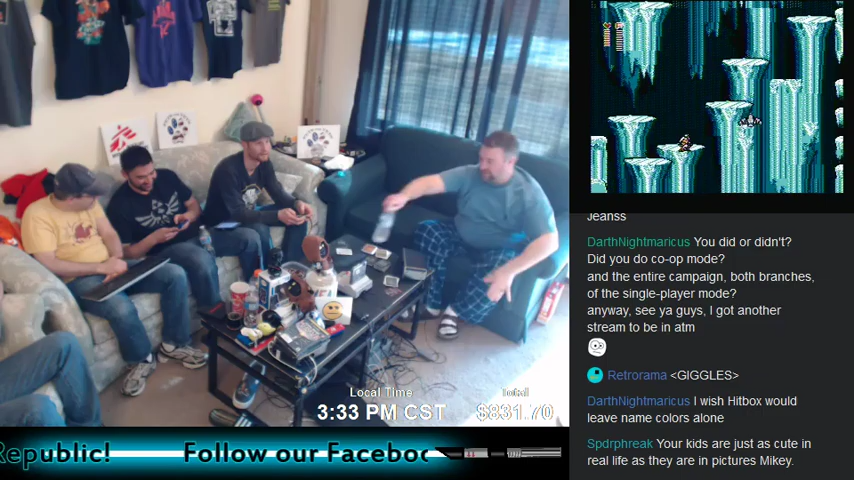 Jeanss
DarthNightmaricus You did or didn't?
Did you do co-op mode?
and the entire campaign, both branches,
of the single-player mode?
anyway, see ya guys, I got another
stream to be in atm
Retrorama <GIGGLES>
DarthNightmaricus I wish Hitbox would
leave name colors alone
Spdrphreak Your kids are just as cute in
real life as they are in pictures Mikey.
Local Time
3:33 PM CST
Total
$831.70
Republic!
Follow our Faceboo